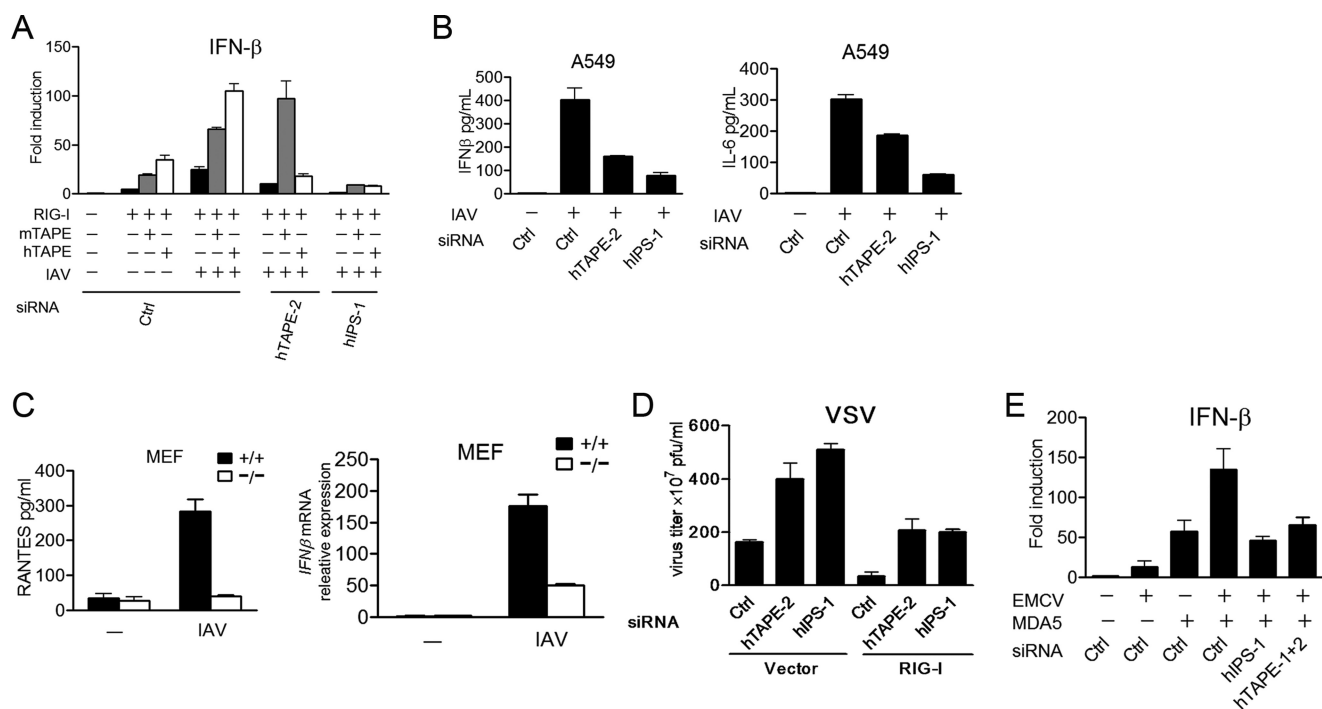 A
IFN-β
150
100
50
0
Fold induction
RIG-I – + + + + + + + + + + + +
mTAPE – – + – – + – – + – – + –
hTAPE – – – + – – + – – + – – +
IAV – – – – + + + + + + + + +
siRNA
Ctrl
hTAPE-2
hIPS-1
B
A549
500
400
300
200
100
0
IFNβ pg/mL
IAV – + + +
siRNA Ctrl Ctrl hTAPE-2 hIPS-1
A549
400
300
200
100
0
IL-6 pg/mL
IAV – + + +
siRNA Ctrl Ctrl hTAPE-2 hIPS-1
C
MEF
+/+
–/–
400
300
200
100
0
RANTES pg/ml
– IAV
MEF
+/+
–/–
250
200
150
100
50
0
IFNβ mRNA
releative expression
– IAV
D
VSV
600
400
200
0
virus titer ×10⁷ pfu/ml
siRNA
Ctrl hTAPE-2 hIPS-1 Ctrl hTAPE-2 hIPS-1
Vector RIG-I
E
IFN-β
200
150
100
50
0
Fold induction
EMCV – + – + + +
MDA5 – – + + + +
siRNA Ctrl Ctrl Ctrl Ctrl hIPS-1 hTAPE-1+2